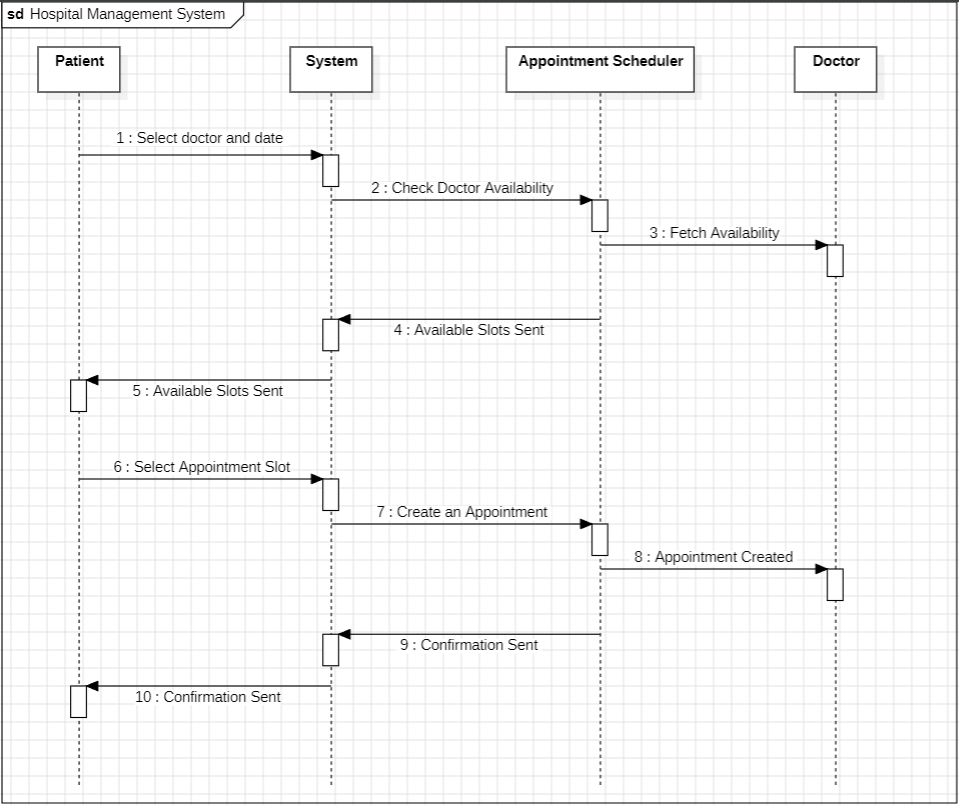 sd Hospital Management System
Patient
System
Appointment Scheduler
Doctor
1 : Select doctor and date
2 : Check Doctor Availability
3 : Fetch Availability
4 : Available Slots Sent
5 : Available Slots Sent
6 : Select Appointment Slot
7 : Create an Appointment
8 : Appointment Created
9 : Confirmation Sent
10 : Confirmation Sent